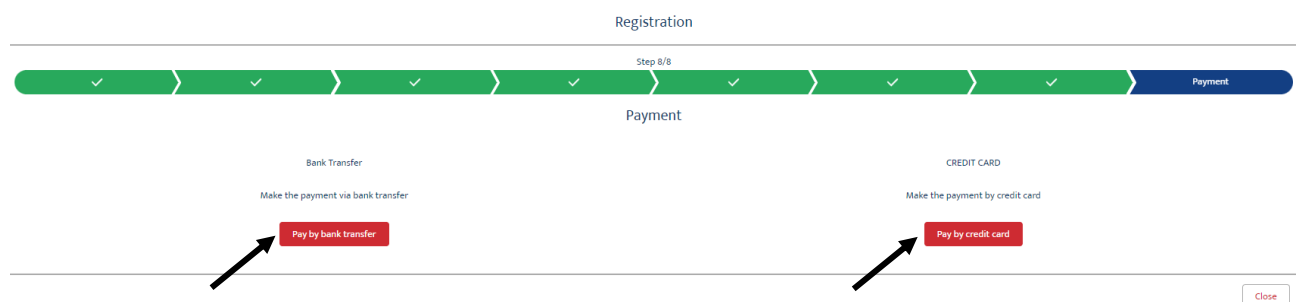 Registration
Step 8/8
Payment
Payment
Bank Transfer
CREDIT CARD
Make the payment via bank transfer
Make the payment by credit card
Pay by bank transfer
Pay by credit card
Close